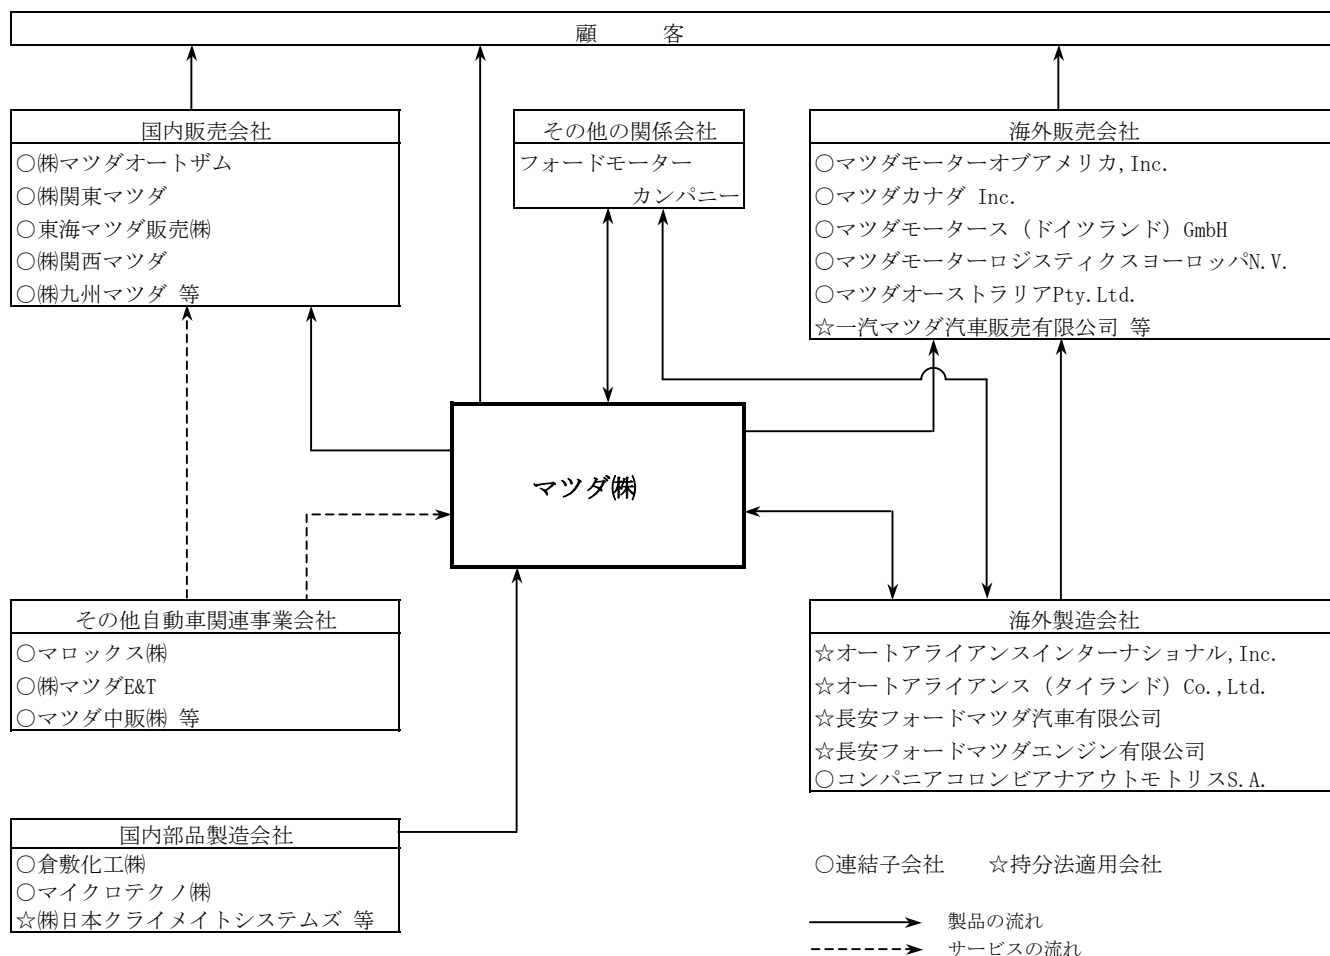 顧 客
国内販売会社
○㈱マツダオートザム
○㈱関東マツダ
○東海マツダ販売㈱
○㈱関西マツダ
○㈱九州マツダ 等
その他の関係会社
フォードモーター
カンパニー
海外販売会社
○マツダモーターオブアメリカ,Inc.
○マツダカナダ Inc.
○マツダモータース（ドイツランド）GmbH
○マツダモーターロジスティクスヨーロッパN.V.
○マツダオーストラリアPty.Ltd.
☆一汽マツダ汽車販売有限公司 等
マツダ㈱
その他自動車関連事業会社
○マロックス㈱
○㈱マツダE&T
○マツダ中販㈱ 等
海外製造会社
☆オートアライアンスインターナショナル,Inc.
☆オートアライアンス（タイランド）Co.,Ltd.
☆長安フォードマツダ汽車有限公司
☆長安フォードマツダエンジン有限公司
○コンパニアコロンビアナアウトモトリスS.A.
国内部品製造会社
○倉敷化工㈱
○マイクロテクノ㈱
☆㈱日本クライメイトシステムズ 等
○連結子会社 ☆持分法適用会社
製品の流れ
サービスの流れ